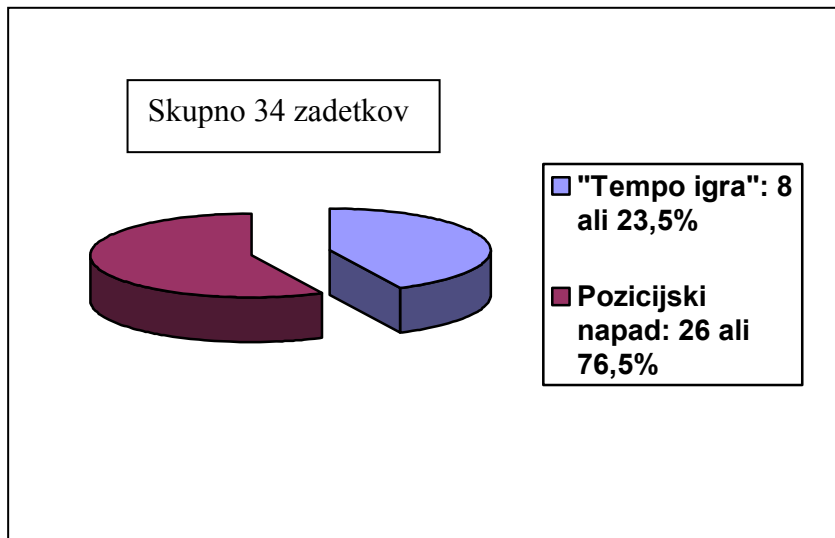 Skupno 34 zadetkov
"Tempo igra": 8
ali 23,5%
Pozicijski
napad: 26 ali
76,5%